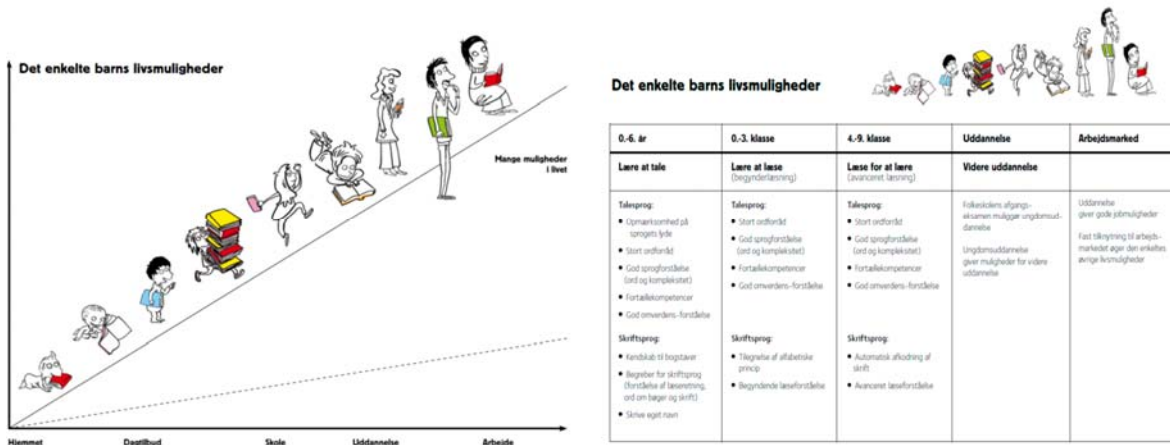 Det enkelte barns livsmuligheder
Mange muligheder
i livet
Hjemmet
Dagtilbud
Skole
Uddannelse
Arbejde
Det enkelte barns livsmuligheder
0.-6. år
0.-3. klasse
4.-9. klasse
Uddannelse
Arbejdsmarked
Lære at tale
Lære at læse
(begynderlæsning)
Læse for at lære
(avanceret læsning)
Videre uddannelse
Talesprog:
• Opmærksomhed på
sprogets lyde
• Stort ordforråd
• God sprogforståelse
(ord og kompleksitet)
• Fortællekompetencer
• God omverdens-forståelse
Talesprog:
• Stort ordforråd
• God sprogforståelse
(ord og kompleksitet)
• Fortællekompetencer
• God omverdens-forståelse
Talesprog:
• Stort ordforråd
• God sprogforståelse
(ord og kompleksitet)
• Fortællekompetencer
• God omverdens-forståelse
Folkeskolens afgangs-
eksamen muliggør ungdomsud-
dannelse
Ungdomsuddannelse
giver muligheder for videre
uddannelse
Uddannelse
giver gode jobmuligheder
Fast tilknytning til arbejds-
markedet øger den enkeltes
øvrige livsmuligheder
Skriftsprog:
• Kendskab til bogstaver
• Begreber for skriftsprog
(forståelse af læseretning,
ord om bøger og skrift)
• Skrive eget navn
Skriftsprog:
• Tilegnelse af alfabetiske
princip
• Begyndende læseforståelse
Skriftsprog:
• Automatisk afkodning af
skrift
• Avanceret læseforståelse